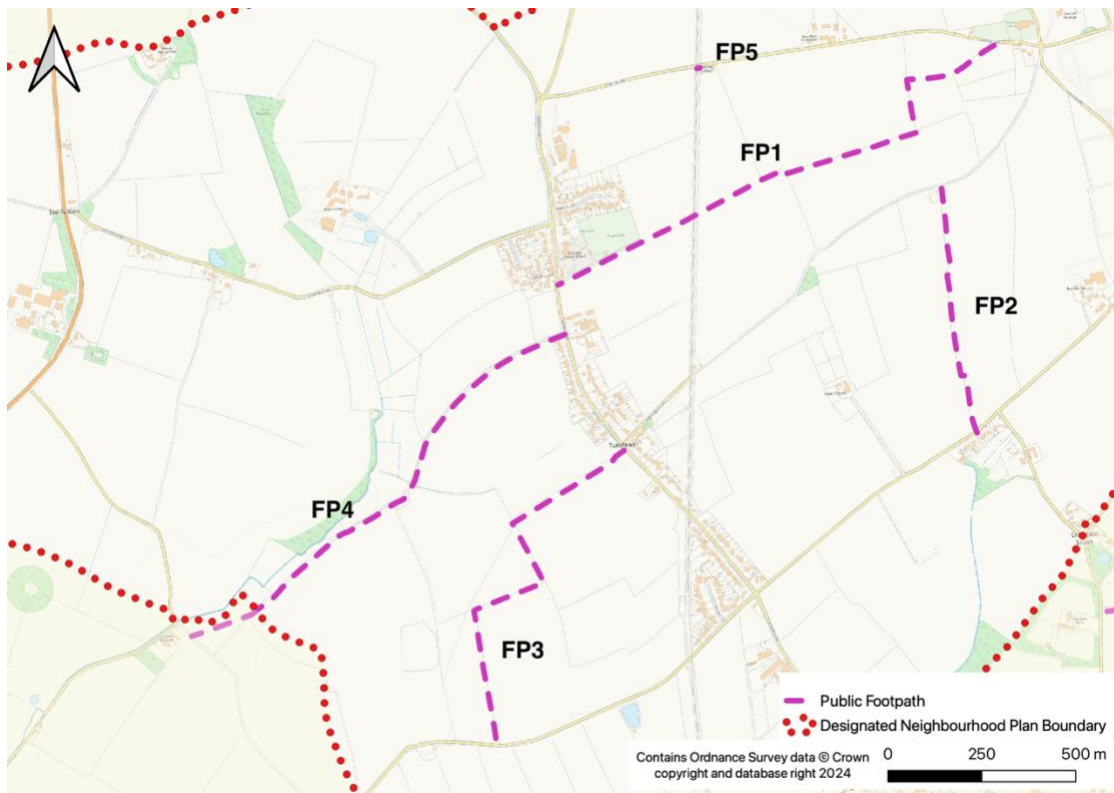 FP5
FP1
FP2
FP4
Tunstead
FP3
Public Footpath
Designated Neighbourhood Plan Boundary
Contains Ordnance Survey data © Crown
copyright and database right 2024
0 250 500 m